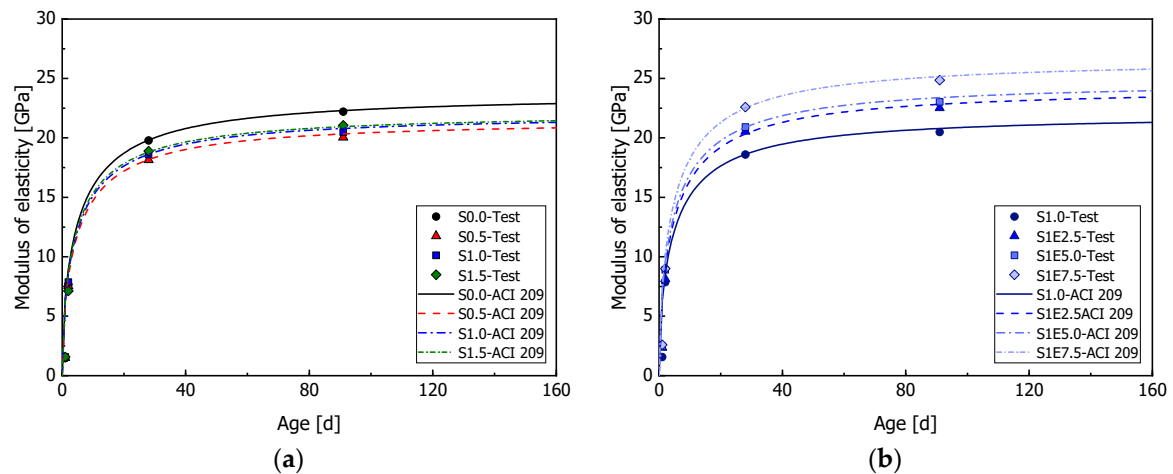 Modulus of elasticity [GPa]
30
25
20
15
10
5
0
S0.0-Test
S0.5-Test
S1.0-Test
S1.5-Test
S0.0-ACI 209
S0.5-ACI 209
S1.0-ACI 209
S1.5-ACI 209
0 40 80 120 160
Age [d]
(a)
Modulus of elasticity [GPa]
30
25
20
15
10
5
0
S1.0-Test
S1E2.5-Test
S1E5.0-Test
S1E7.5-Test
S1.0-ACI 209
S1E2.5ACI 209
S1E5.0-ACI 209
S1E7.5-ACI 209
0 40 80 120 160
Age [d]
(b)